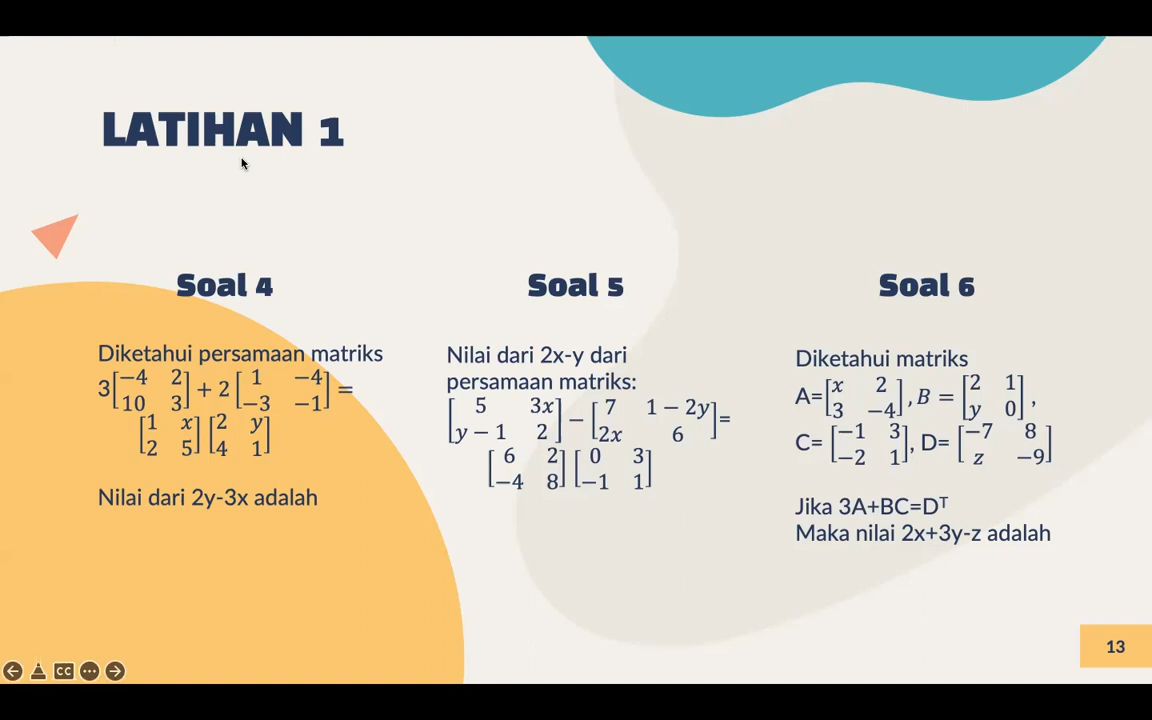 LATIHAN 1
Soal 4
Diketahui persamaan matriks
3[−4 2
10 3] + 2 [1 −4
−3 −1] =
[1 x
2 5] [2 y
4 1]
Nilai dari 2y-3x adalah
Soal 5
Nilai dari 2x-y dari
persamaan matriks:
[5 3x
y − 1 2] − [7 1 − 2y
2x 6]=
[6 2
−4 8] [0 3
−1 1]
Soal 6
Diketahui matriks
A=[x 2
3 −4], B = [2 1
y 0],
C= [−1 3
−2 1], D= [−7 8
z −9]
Jika 3A+BC=Dᵀ
Maka nilai 2x+3y-z adalah
13
CC